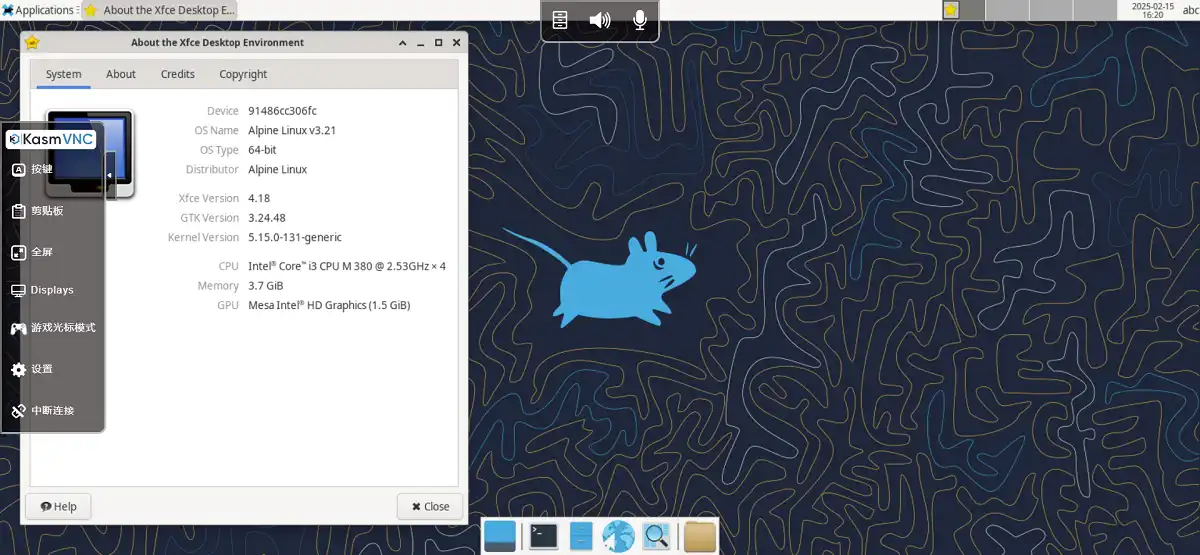 Applications
About the Xfce Desktop E...
2025-02-15
16:20
abc
About the Xfce Desktop Environment
System
About
Credits
Copyright
Device 91486cc306fc
OS Name Alpine Linux v3.21
OS Type 64-bit
Distributor Alpine Linux
Xfce Version 4.18
GTK Version 3.24.48
Kernel Version 5.15.0-131-generic
CPU Intel® Core™ i3 CPU M 380 @ 2.53GHz × 4
Memory 3.7 GiB
GPU Mesa Intel® HD Graphics (1.5 GiB)
KasmVNC
A 按键
剪贴板
全屏
Displays
游戏光标模式
设置
中断连接
Help
Close